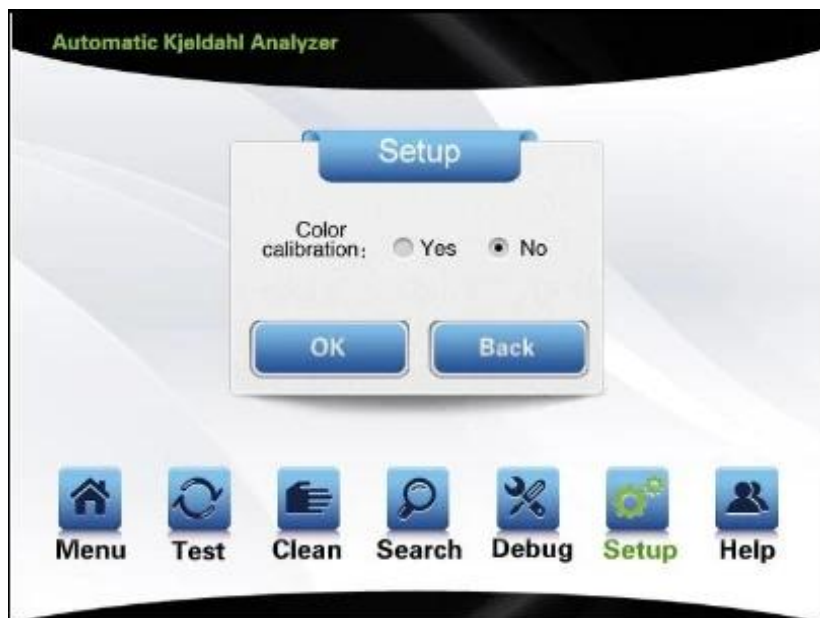 Automatic Kjeldahl Analyzer
Setup
Color
calibration: Yes No
OK Back
Menu Test Clean Search Debug Setup Help